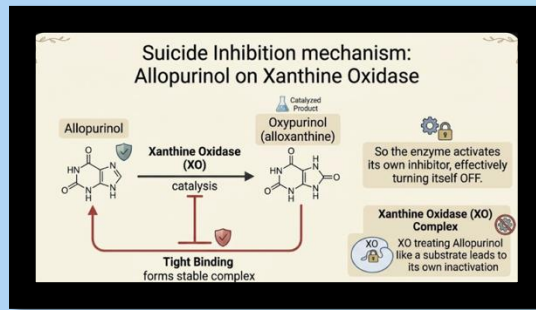 Suicide Inhibition mechanism:
Allopurinol on Xanthine Oxidase
Catalyzed
Product
Allopurinol
Oxypurinol
(alloxanthine)
Xanthine Oxidase
(XO)
catalysis
O
HN
N
O
N
H
N
H
O
H
N
HN
O
O
N
H
N
H
Tight Binding
forms stable complex
So the enzyme activates
its own inhibitor, effectively
turning itself OFF.
Xanthine Oxidase (XO)
Complex
XO
XO treating Allopurinol
like a substrate leads to
its own inactivation